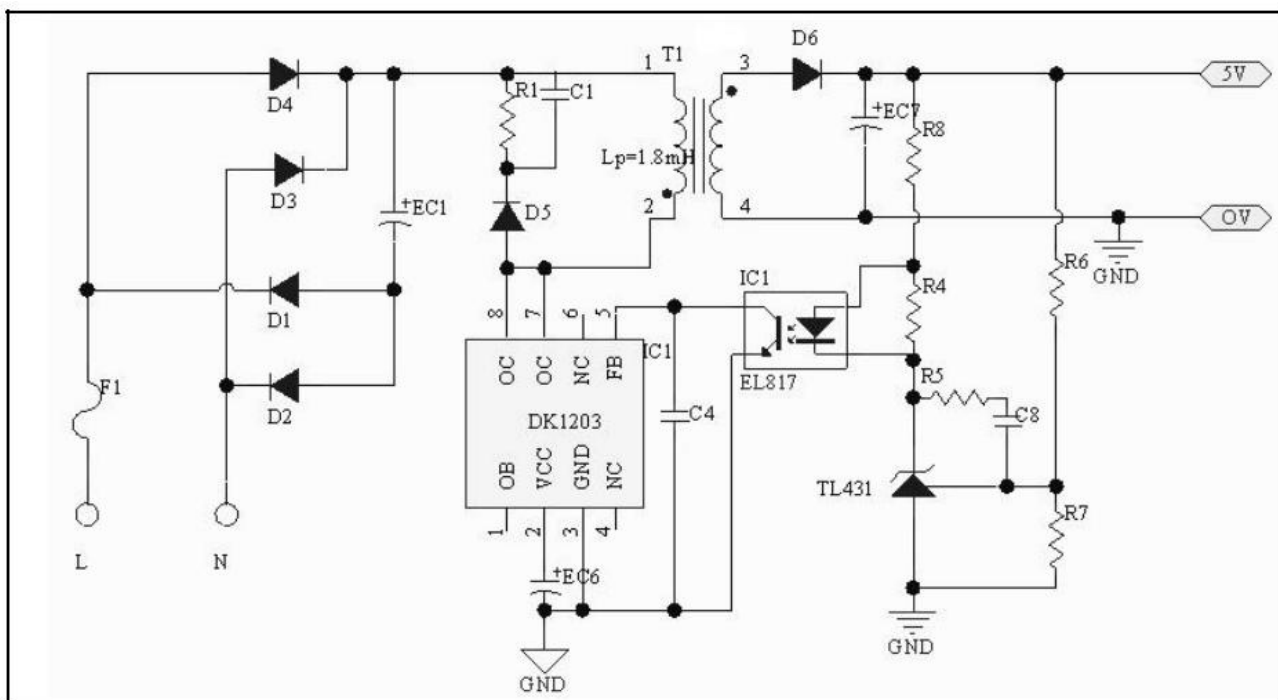 D6
1
T1
3
5V
D4
R1
C1
+EC7
R8
Lp=1.8mH
D3
+EC1
D5
2
4
0V
R6
GND
IC1
R4
8
7
6
5
D1
OC
OC
NC
FB
IC1
EL817
R5
F1
D2
C4
C8
DK1203
OB
VCC
GND
NC
TL431
R7
1
2
3
4
L
N
+EC6
GND
GND